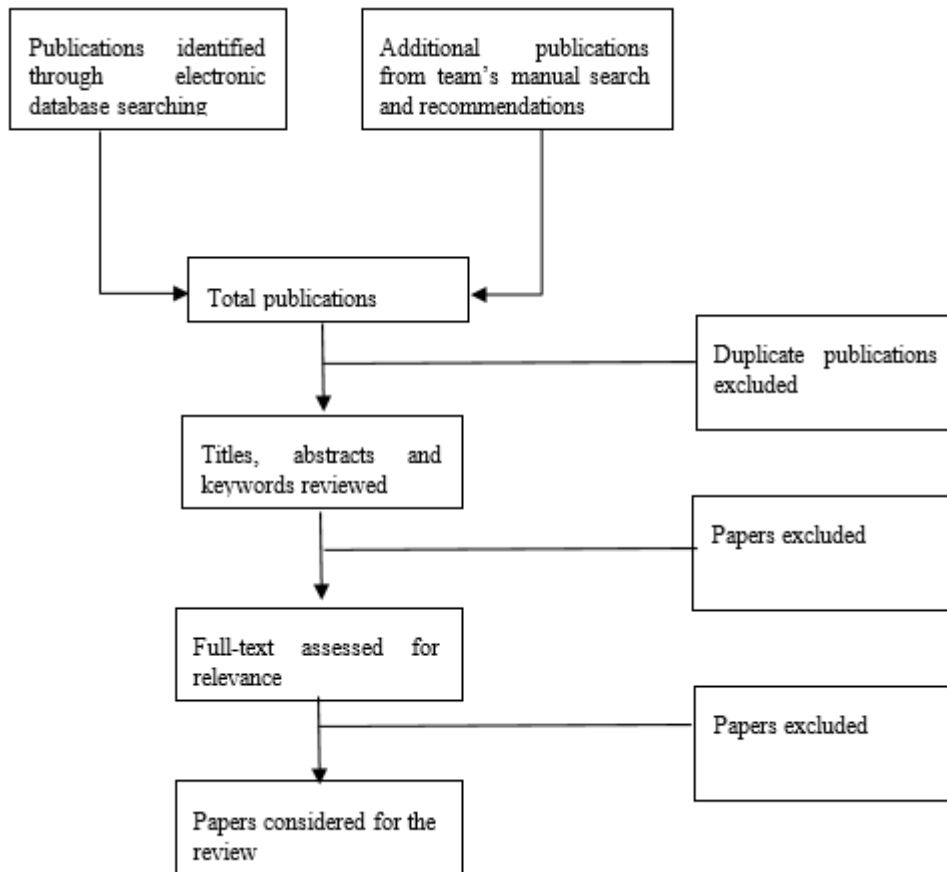 Publications identified
through electronic
database searching
Additional publications
from team's manual search
and recommendations
Total publications
Duplicate publications
excluded
Titles, abstracts and
keywords reviewed
Papers excluded
Full-text assessed for
relevance
Papers excluded
Papers considered for the
review